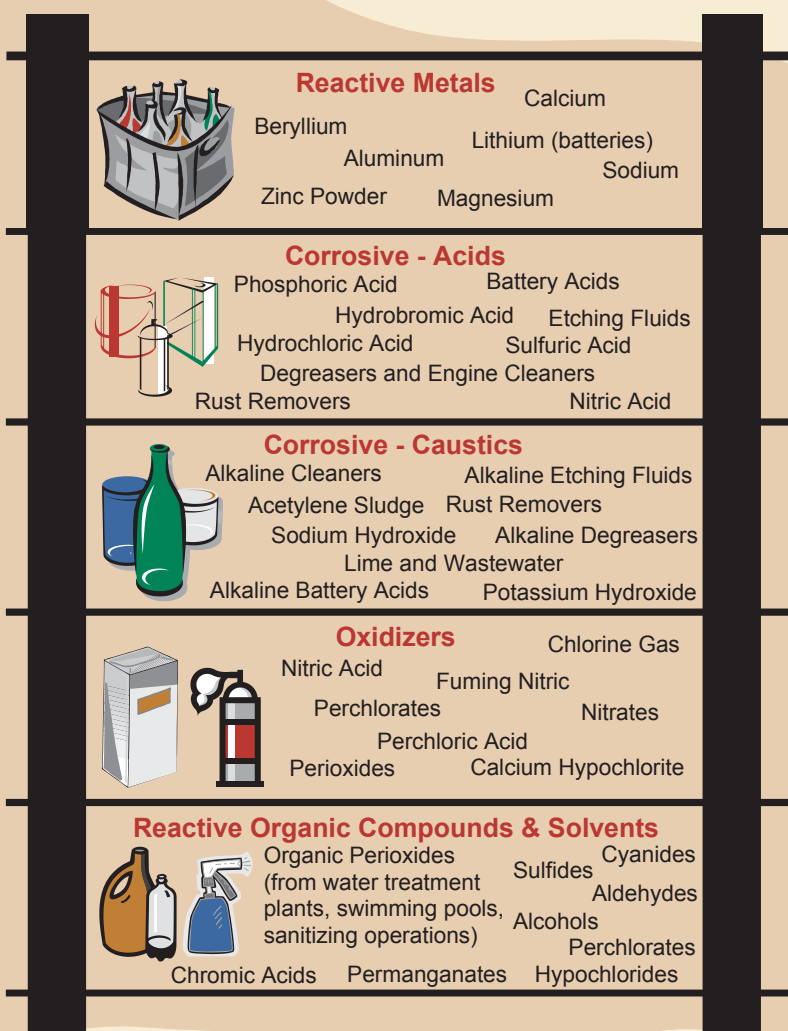 Reactive Metals
Calcium
Beryllium
Lithium (batteries)
Aluminum
Sodium
Zinc Powder
Magnesium
Corrosive - Acids
Phosphoric Acid
Battery Acids
Hydrobromic Acid
Etching Fluids
Hydrochloric Acid
Sulfuric Acid
Degreasers and Engine Cleaners
Rust Removers
Nitric Acid
Corrosive - Caustics
Alkaline Cleaners
Alkaline Etching Fluids
Acetylene Sludge
Rust Removers
Sodium Hydroxide
Alkaline Degreasers
Lime and Wastewater
Alkaline Battery Acids
Potassium Hydroxide
Oxidizers
Chlorine Gas
Nitric Acid
Fuming Nitric
Perchlorates
Nitrates
Perchloric Acid
Perioxides
Calcium Hypochlorite
Reactive Organic Compounds & Solvents
Organic Perioxides
(from water treatment
plants, swimming pools,
sanitizing operations)
Cyanides
Sulfides
Aldehydes
Alcohols
Perchlorates
Chromic Acids
Permanganates
Hypochlorides